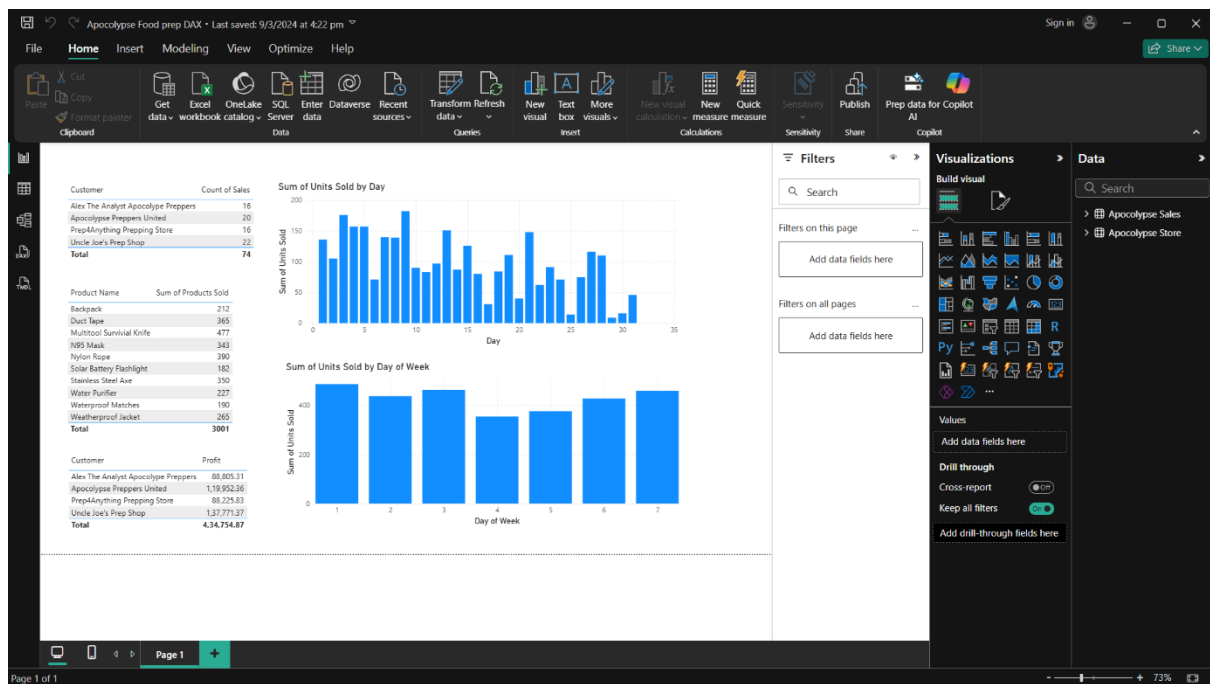 Apocolypse Food prep DAX • Last saved: 9/3/2024 at 4:22 pm
Sign in
File Home Insert Modeling View Optimize Help
Share
Paste
Cut
Copy
Format painter
Clipboard
Get data
Excel workbook
OneLake catalog
SQL Server
Enter data
Dataverse
Recent sources
Data
Transform data
Refresh
Queries
New visual
Text box
More visuals
Insert
New visual calculation
New measure
Quick measure
Calculations
Sensitivity
Sensitivity
Publish
Share
Prep data for AI
Copilot
Copilot
DAX
TMDL
Customer Count of Sales
Alex The Analyst Apocolype Preppers 16
Apocolypse Preppers United 20
Prep4Anything Prepping Store 16
Uncle Joe's Prep Shop 22
Total 74
Product Name Sum of Products Sold
Backpack 212
Duct Tape 365
Multitool Survivial Knife 477
N95 Mask 343
Nylon Rope 390
Solar Battery Flashlight 182
Stainless Steel Axe 350
Water Purifier 227
Waterproof Matches 190
Weatherproof Jacket 265
Total 3001
Customer Profit
Alex The Analyst Apocolype Preppers 88,805.31
Apocolypse Preppers United 1,19,952.36
Prep4Anything Prepping Store 88,225.83
Uncle Joe's Prep Shop 1,37,771.37
Total 4,34,754.87
Sum of Units Sold by Day
Sum of Units Sold
200
150
100
50
0
0 5 10 15 20 25 30 35
Day
Sum of Units Sold by Day of Week
Sum of Units Sold
400
200
0
1 2 3 4 5 6 7
Day of Week
Filters
Search
Filters on this page ...
Add data fields here
Filters on all pages ...
Add data fields here
Visualizations
Build visual
123
R
Py
...
Values
Add data fields here
Drill through
Cross-report Off
Keep all filters On
Add drill-through fields here
Data
Search
Apocolypse Sales
Apocolypse Store
Page 1
+
Page 1 of 1
- + 73%